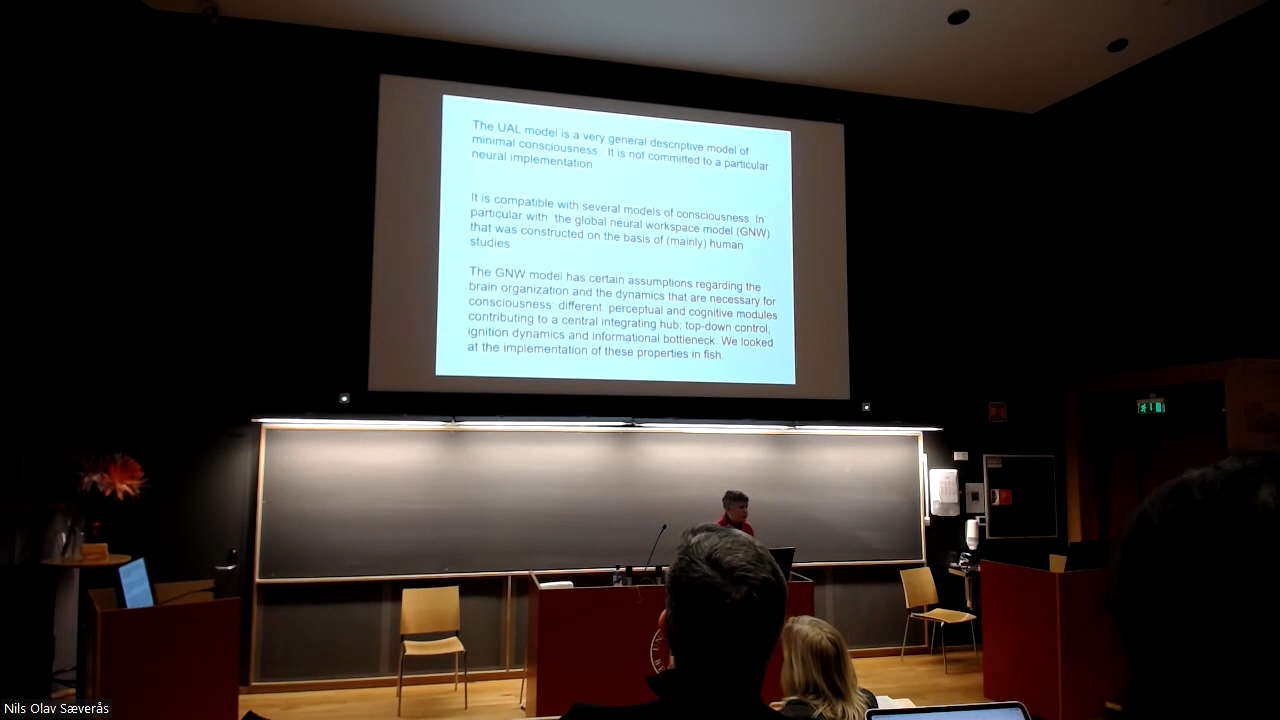 The UAL model is a very general descriptive model of
minimal consciousness. It is not committed to a particular
neural implementation
It is compatible with several models of consciousness. In
particular with the global neural workspace model (GNW)
that was constructed on the basis of (mainly) human
studies.
The GNW model has certain assumptions regarding the
brain organization and the dynamics that are necessary for
consciousness: different perceptual and cognitive modules
contributing to a central integrating hub; top-down control;
ignition dynamics and informational bottleneck. We looked
at the implementation of these properties in fish.
Nils Olav Sæverås